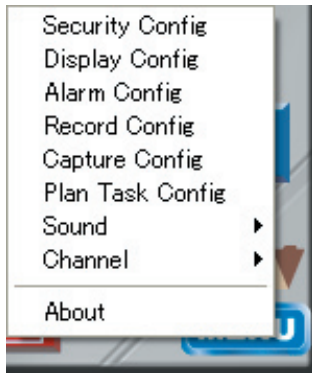 Security Config
Display Config
Alarm Config
Record Config
Capture Config
Plan Task Config
Sound
Channel
About